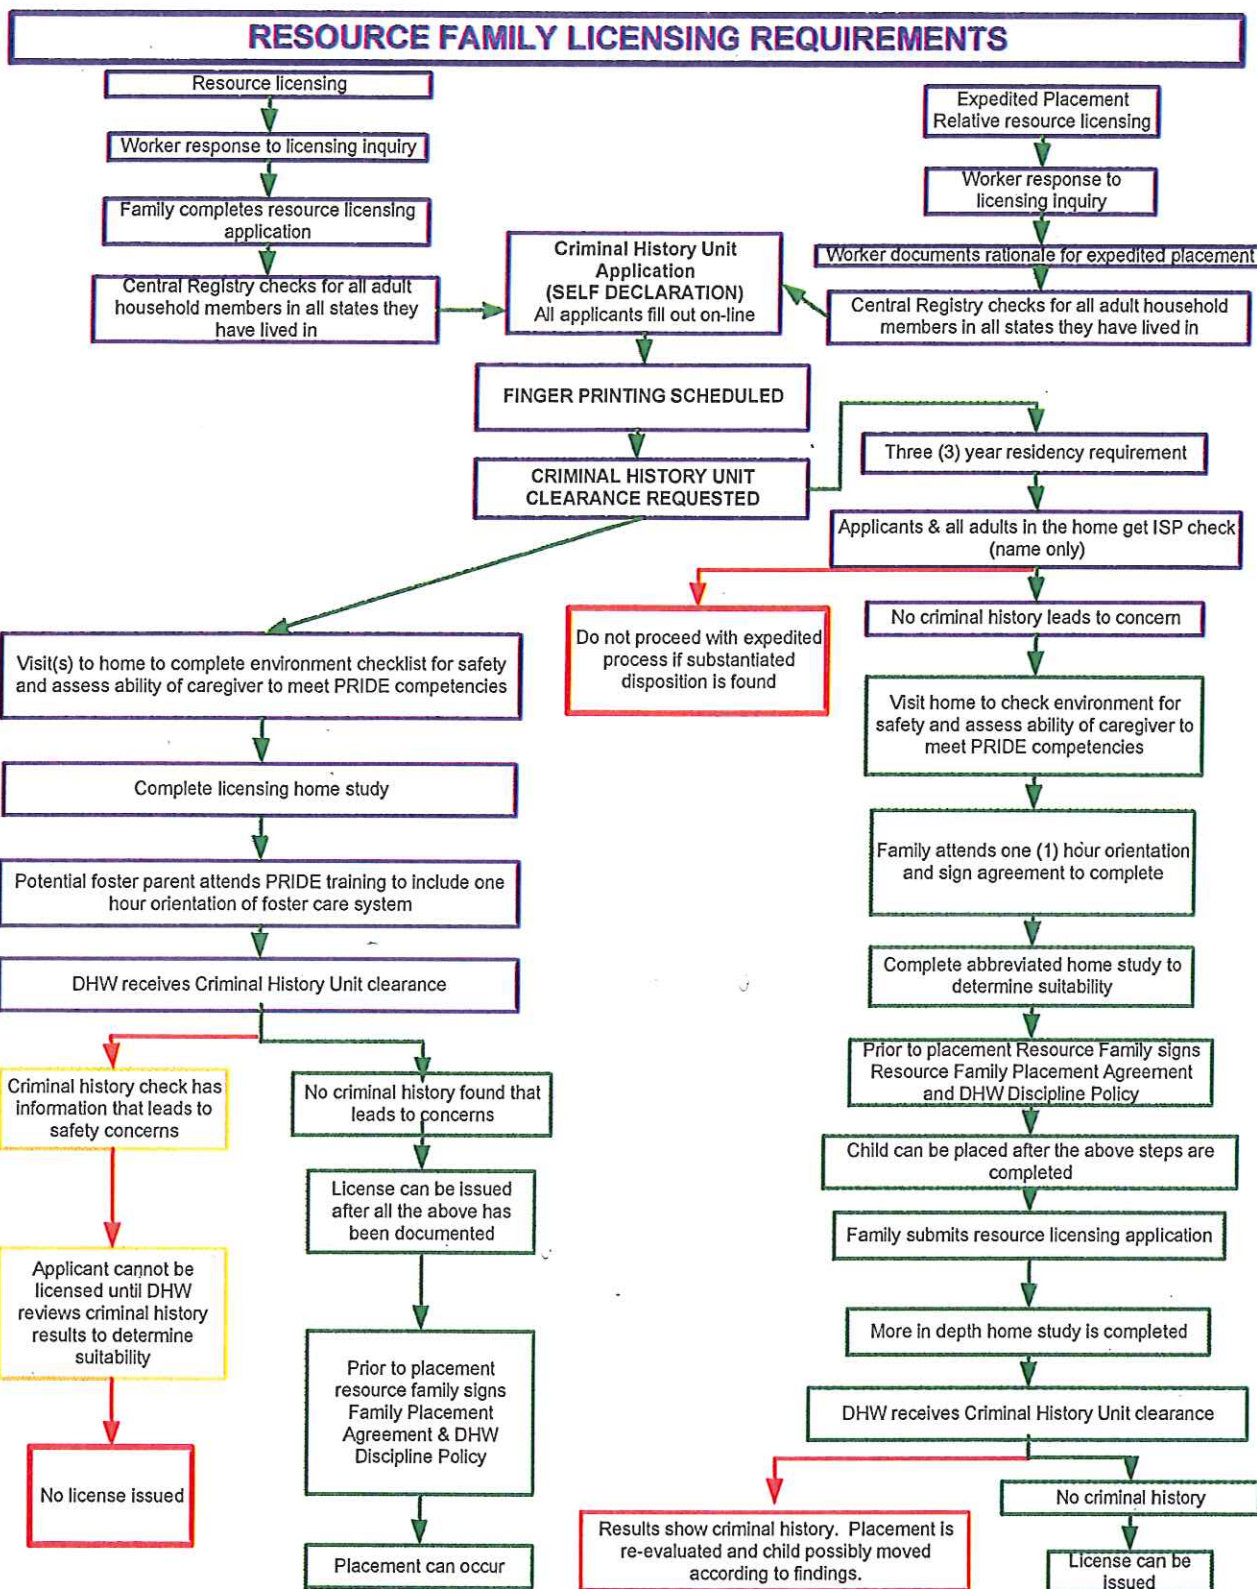 RESOURCE FAMILY LICENSING REQUIREMENTS
Resource licensing
Worker response to licensing inquiry
Family completes resource licensing
application
Central Registry checks for all adult
household members in all states they
have lived in
Expedited Placement
Relative resource licensing
Worker response to
licensing inquiry
Worker documents rationale for expedited placement
Central Registry checks for all adult household
members in all states they have lived in
Criminal History Unit
Application
(SELF DECLARATION)
All applicants fill out on-line
FINGER PRINTING SCHEDULED
CRIMINAL HISTORY UNIT
CLEARANCE REQUESTED
Three (3) year residency requirement
Applicants & all adults in the home get ISP check
(name only)
Do not proceed with expedited
process if substantiated
disposition is found
No criminal history leads to concern
Visit home to check environment for
safety and assess ability of caregiver to
meet PRIDE competencies
Family attends one (1) hour orientation
and sign agreement to complete
Complete abbreviated home study to
determine suitability
Prior to placement Resource Family signs
Resource Family Placement Agreement
and DHW Discipline Policy
Child can be placed after the above steps are
completed
Family submits resource licensing application
More in depth home study is completed
DHW receives Criminal History Unit clearance
Results show criminal history. Placement is
re-evaluated and child possibly moved
according to findings.
No criminal history
License can be
issued
Visit(s) to home to complete environment checklist for safety
and assess ability of caregiver to meet PRIDE competencies
Complete licensing home study
Potential foster parent attends PRIDE training to include one
hour orientation of foster care system
DHW receives Criminal History Unit clearance
Criminal history check has
information that leads to
safety concerns
Applicant cannot be
licensed until DHW
reviews criminal history
results to determine
suitability
No license issued
No criminal history found that
leads to concerns
License can be issued
after all the above has
been documented
Prior to placement
resource family signs
Family Placement
Agreement & DHW
Discipline Policy
Placement can occur